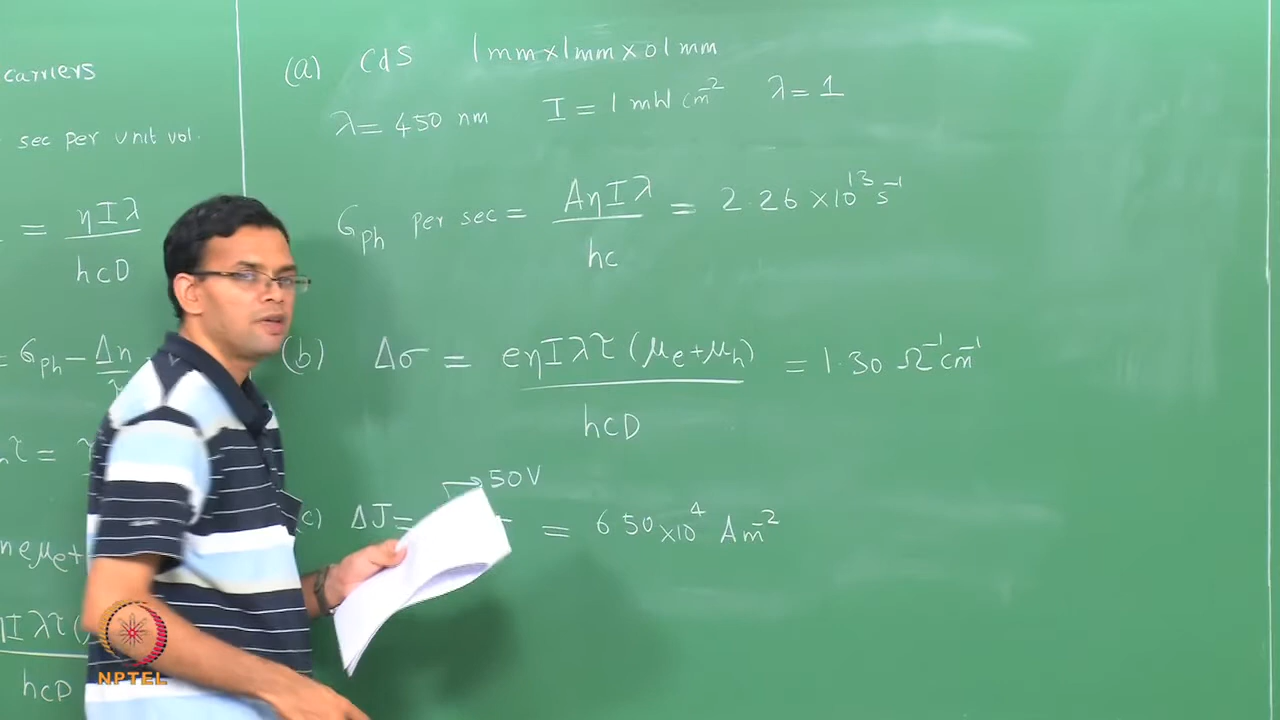 carriers
sec per unit vol.
= ηIλ / hcD
= Gph − Δn
τ =
n e μe +
ηIλτ(
hcD
(a) CdS 1mm×1mm×0.1mm
λ = 450 nm I = 1 mW cm⁻² λ = 1
Gph per sec = AηIλ / hc = 2.26 × 10¹³ s⁻¹
(b) Δσ = eηIλτ(μe+μh) / hcD = 1.30 Ω⁻¹cm⁻¹
50V
(c) ΔJ = = 6.50 × 10⁴ A m⁻²
NPTEL